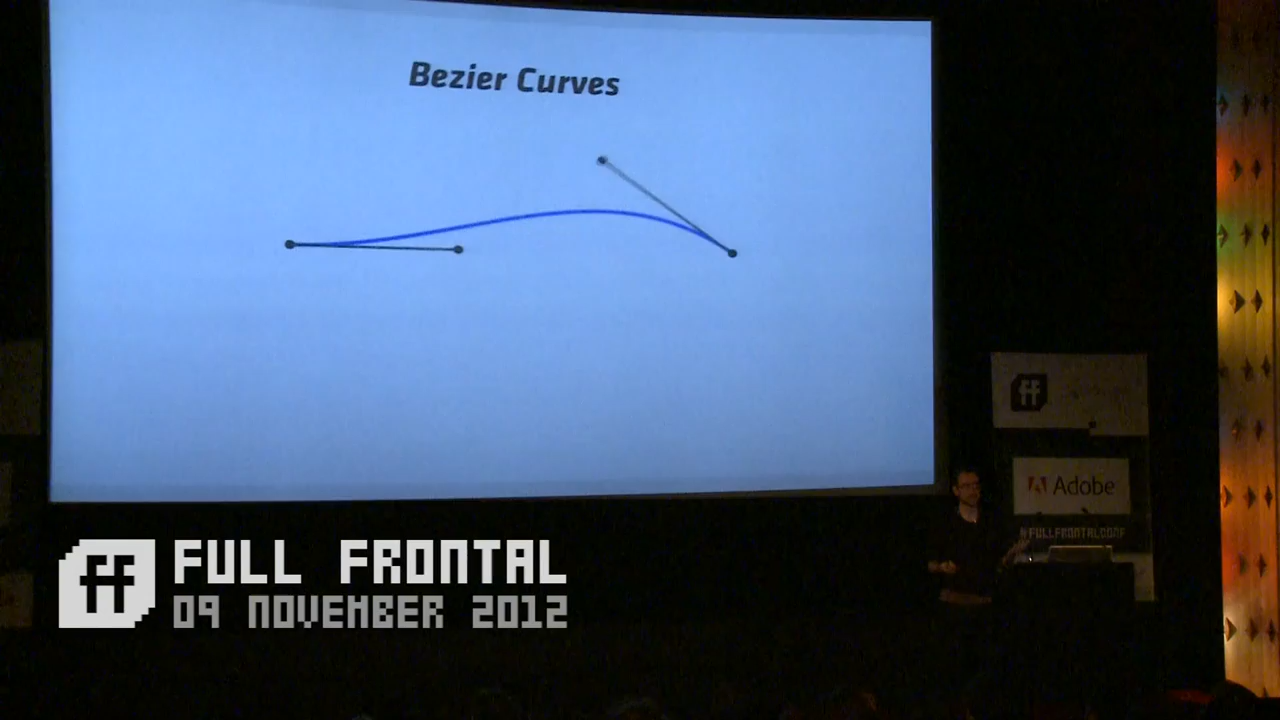 Bezier Curves
ff
Adobe
#FULLFRONTALCONF
ff FULL FRONTAL
09 NOVEMBER 2012